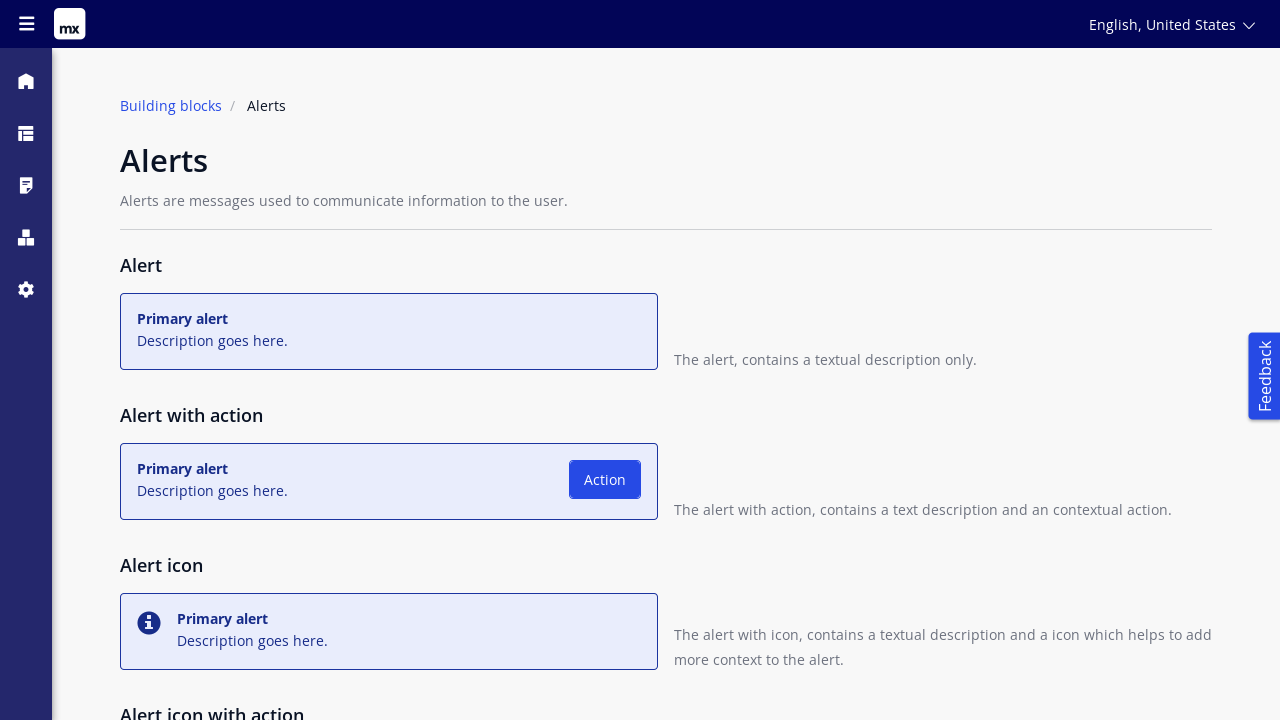 mx
English, United States
Building blocks / Alerts
Alerts
Alerts are messages used to communicate information to the user.
Alert
Primary alert
Description goes here.
The alert, contains a textual description only.
Feedback
Alert with action
Primary alert
Description goes here.
Action
The alert with action, contains a text description and an contextual action.
Alert icon
Primary alert
Description goes here.
The alert with icon, contains a textual description and a icon which helps to add
more context to the alert.
Alert icon with action